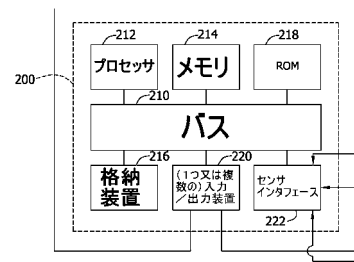 212
プロセッサ
214
メモリ
218
ROM
200
210
バス
216
格納
装置
220
(1つ又は複
数の)入力
/出力装置
センサ
インタフェース
222